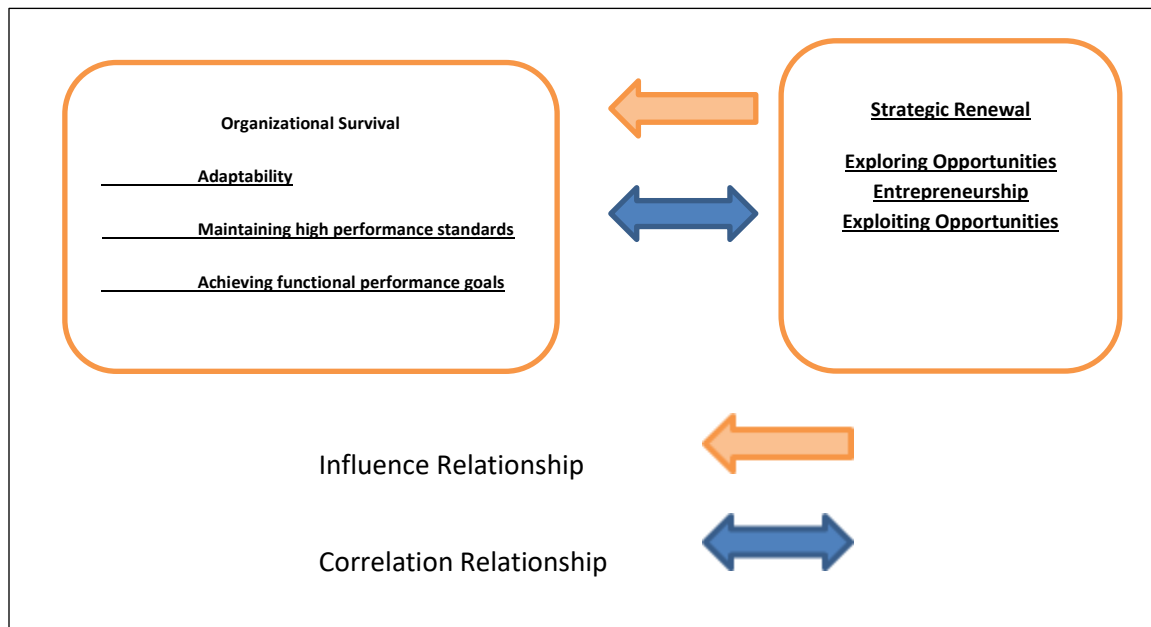 Organizational Survival
Adaptability
Maintaining high performance standards
Achieving functional performance goals
Strategic Renewal
Exploring Opportunities
Entrepreneurship
Exploiting Opportunities
Influence Relationship
Correlation Relationship